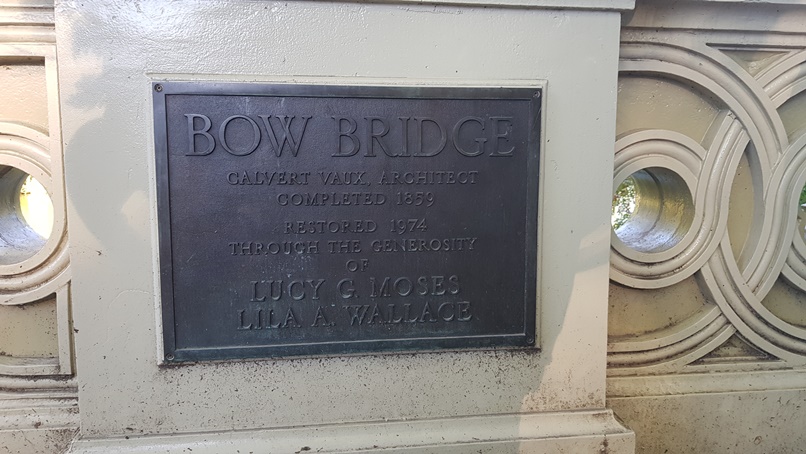 BOW BRIDGE
CALVERT VAUX, ARCHITECT
COMPLETED 1859
RESTORED 1974
THROUGH THE GENEROSITY
OF
LUCY G. MOSES
LILA A. WALLACE